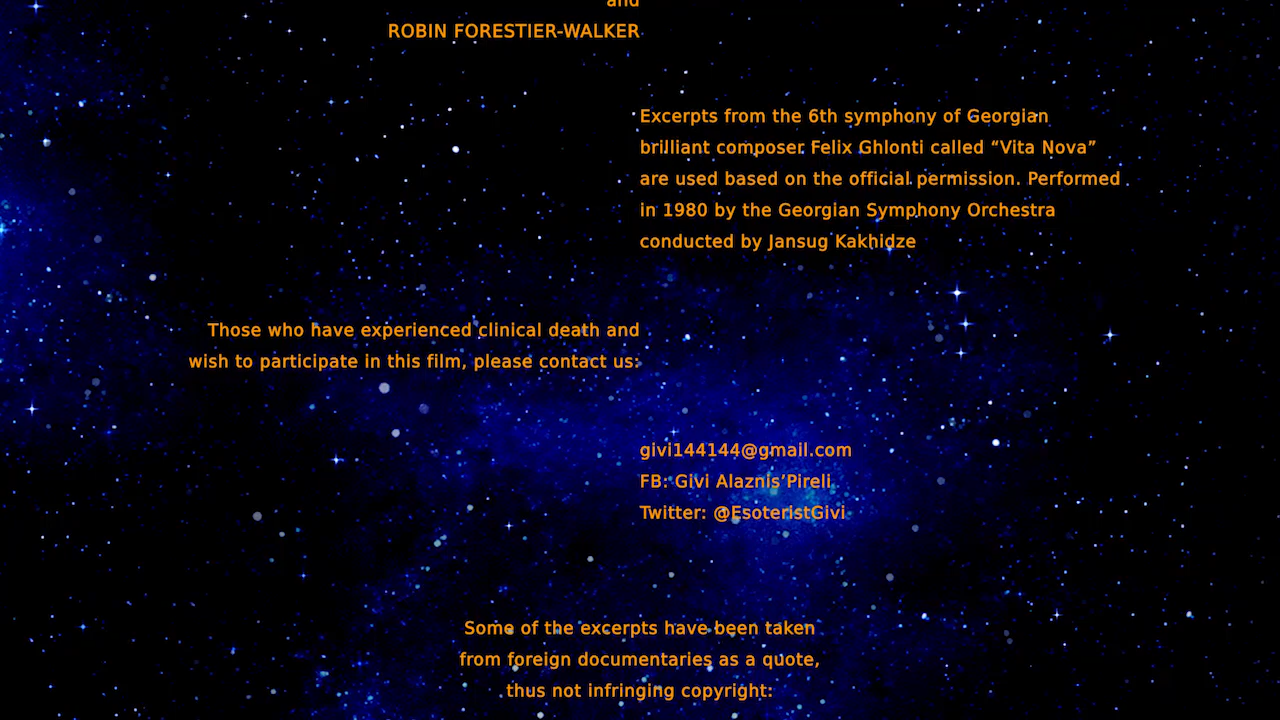 and
ROBIN FORESTIER-WALKER
Excerpts from the 6th symphony of Georgian
brilliant composer Felix Ghlonti called “Vita Nova”
are used based on the official permission. Performed
in 1980 by the Georgian Symphony Orchestra
conducted by Jansug Kakhidze
Those who have experienced clinical death and
wish to participate in this film, please contact us:
givi144144@gmail.com
FB: Givi Alaznis’Pireli
Twitter: @EsoteristGivi
Some of the excerpts have been taken
from foreign documentaries as a quote,
thus not infringing copyright: